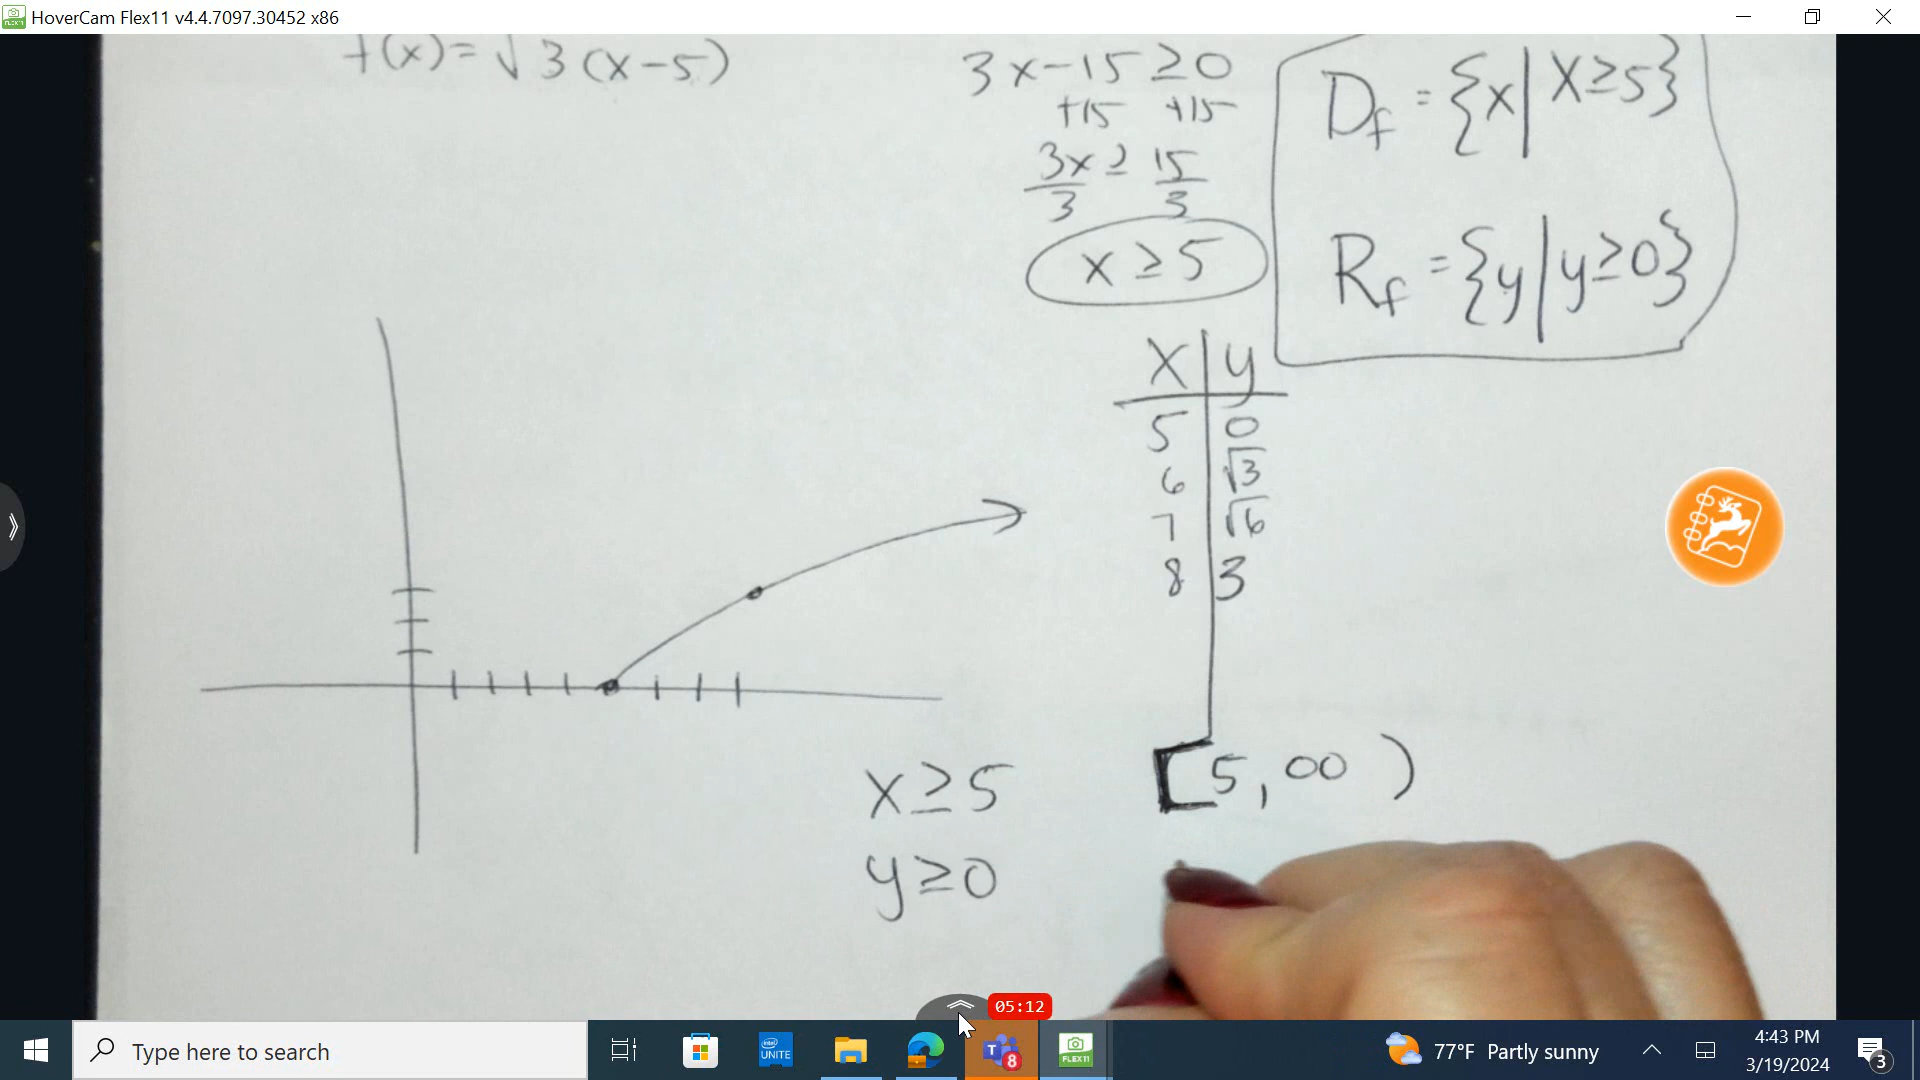 HoverCam Flex11 v4.4.7097.30452 x86
f(x)=√3(x-5)
3x-15≥0
+15 +15
3x≥ 15
3 3
x≥5
Df = {x|x≥5}
Rf = {y|y≥0}
x y
5 0
6 √3
7 √6
8 3
x≥5 [5,∞)
y≥0
05:12
Type here to search
intel UNITE
T 8
FLEX11
77°F Partly sunny
4:43 PM
3/19/2024
3